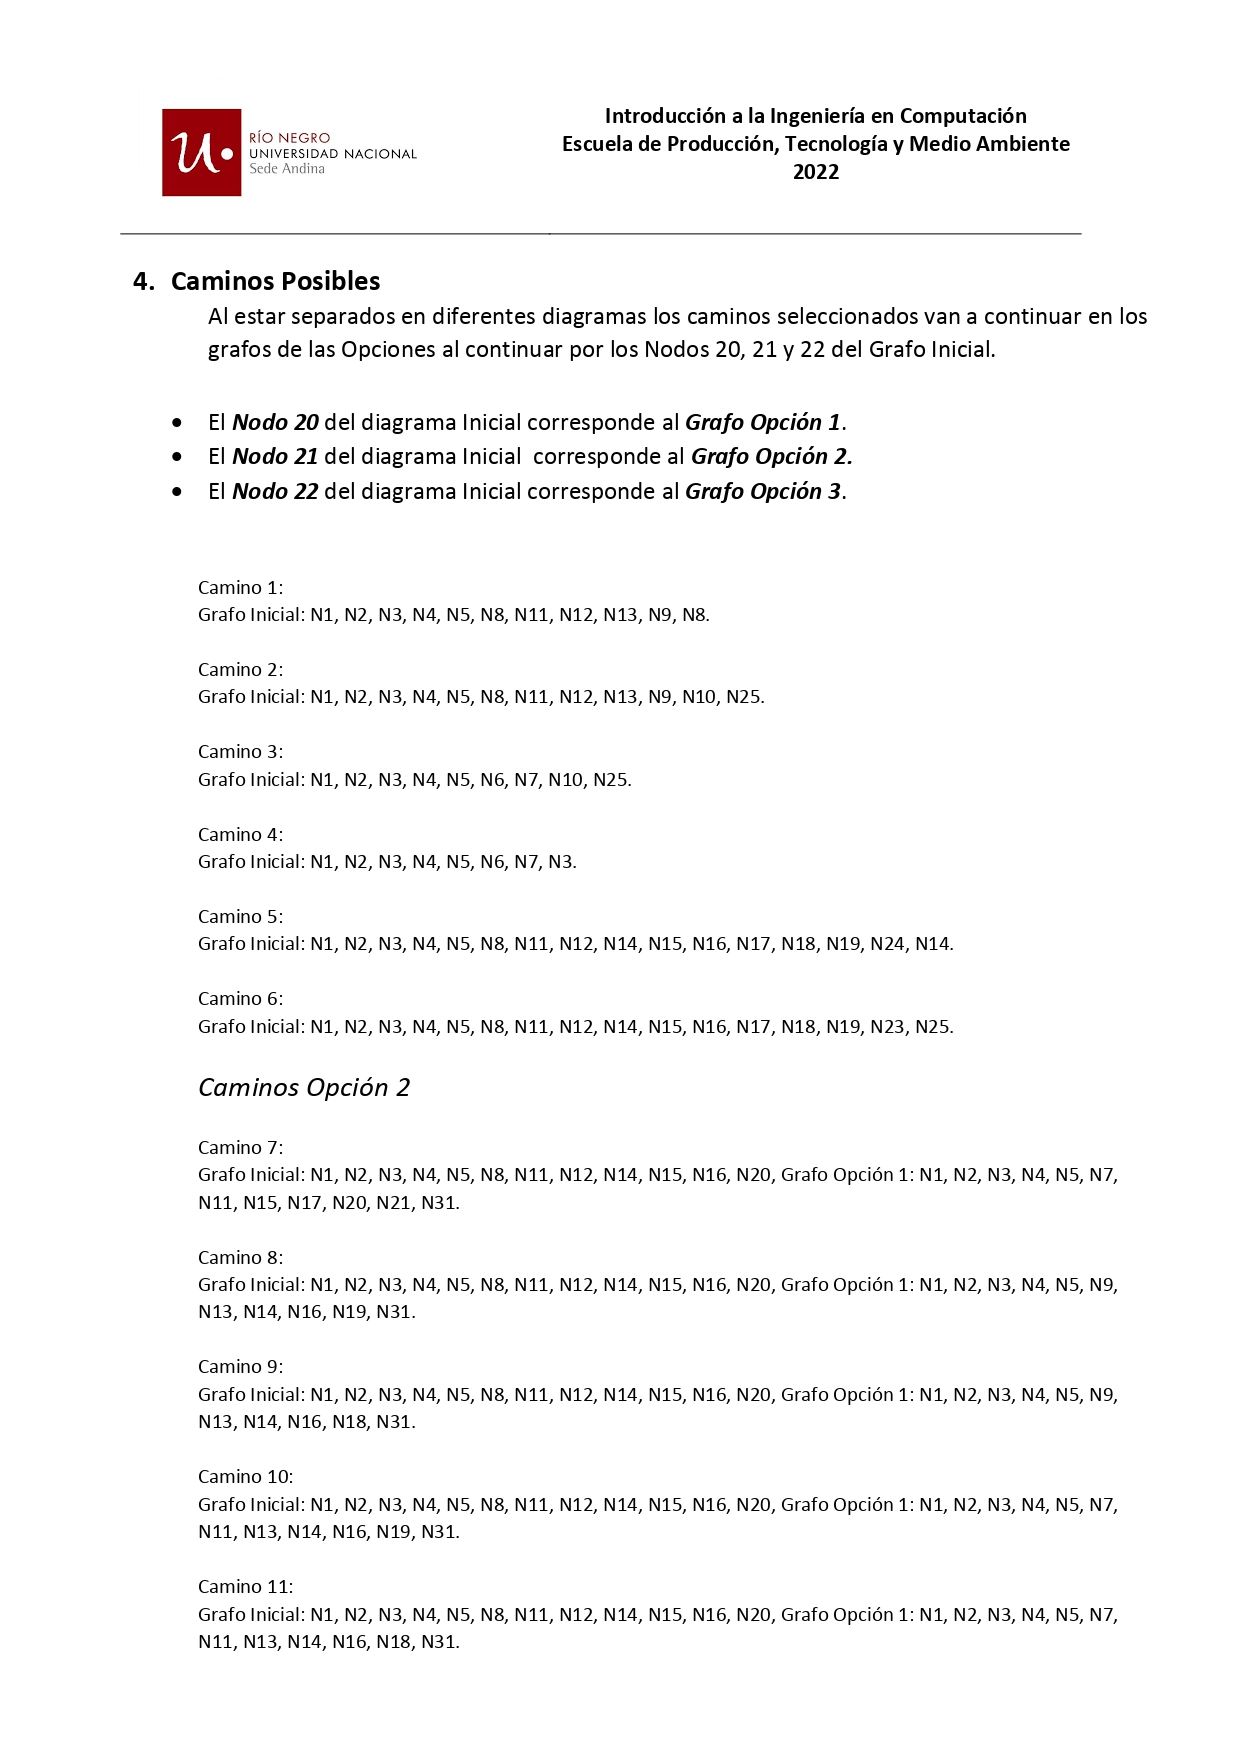 RÍO NEGRO
UNIVERSIDAD NACIONAL
Sede Andina
Introducción a la Ingeniería en Computación
Escuela de Producción, Tecnología y Medio Ambiente
2022
4. Caminos Posibles
Al estar separados en diferentes diagramas los caminos seleccionados van a continuar en los
grafos de las Opciones al continuar por los Nodos 20, 21 y 22 del Grafo Inicial.
• El Nodo 20 del diagrama Inicial corresponde al Grafo Opción 1.
• El Nodo 21 del diagrama Inicial  corresponde al Grafo Opción 2.
• El Nodo 22 del diagrama Inicial corresponde al Grafo Opción 3.
Camino 1:
Grafo Inicial: N1, N2, N3, N4, N5, N8, N11, N12, N13, N9, N8.
Camino 2:
Grafo Inicial: N1, N2, N3, N4, N5, N8, N11, N12, N13, N9, N10, N25.
Camino 3:
Grafo Inicial: N1, N2, N3, N4, N5, N6, N7, N10, N25.
Camino 4:
Grafo Inicial: N1, N2, N3, N4, N5, N6, N7, N3.
Camino 5:
Grafo Inicial: N1, N2, N3, N4, N5, N8, N11, N12, N14, N15, N16, N17, N18, N19, N24, N14.
Camino 6:
Grafo Inicial: N1, N2, N3, N4, N5, N8, N11, N12, N14, N15, N16, N17, N18, N19, N23, N25.
Caminos Opción 2
Camino 7:
Grafo Inicial: N1, N2, N3, N4, N5, N8, N11, N12, N14, N15, N16, N20, Grafo Opción 1: N1, N2, N3, N4, N5, N7,
N11, N15, N17, N20, N21, N31.
Camino 8:
Grafo Inicial: N1, N2, N3, N4, N5, N8, N11, N12, N14, N15, N16, N20, Grafo Opción 1: N1, N2, N3, N4, N5, N9,
N13, N14, N16, N19, N31.
Camino 9:
Grafo Inicial: N1, N2, N3, N4, N5, N8, N11, N12, N14, N15, N16, N20, Grafo Opción 1: N1, N2, N3, N4, N5, N9,
N13, N14, N16, N18, N31.
Camino 10:
Grafo Inicial: N1, N2, N3, N4, N5, N8, N11, N12, N14, N15, N16, N20, Grafo Opción 1: N1, N2, N3, N4, N5, N7,
N11, N13, N14, N16, N19, N31.
Camino 11:
Grafo Inicial: N1, N2, N3, N4, N5, N8, N11, N12, N14, N15, N16, N20, Grafo Opción 1: N1, N2, N3, N4, N5, N7,
N11, N13, N14, N16, N18, N31.